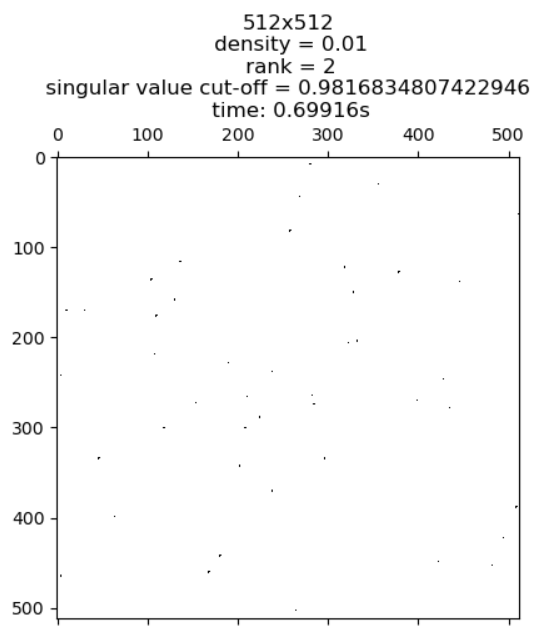 512x512
density = 0.01
rank = 2
singular value cut-off = 0.9816834807422946
time: 0.69916s
0 100 200 300 400 500
0
100
200
300
400
500